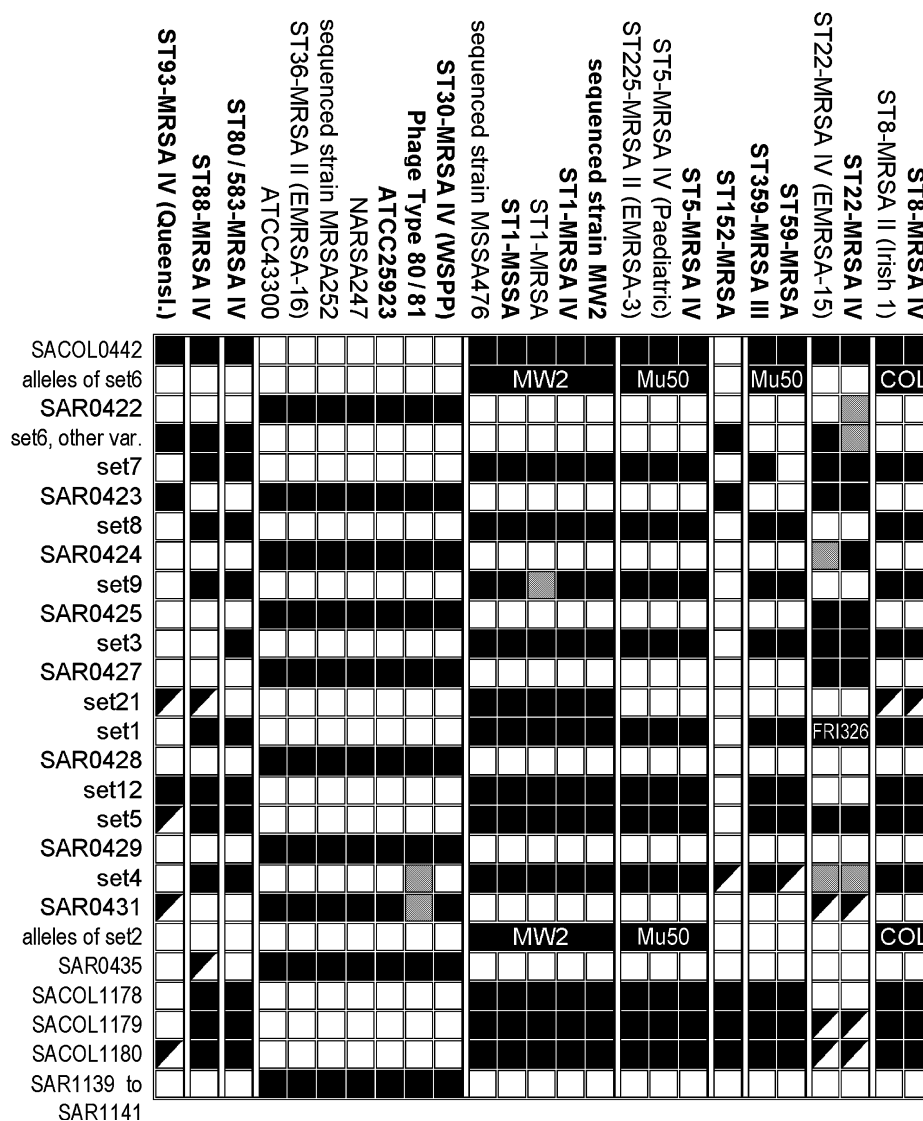 ST93-MRSA IV (Queensl.)
ST88-MRSA IV
ST80 / 583-MRSA IV
ATCC43300
ST36-MRSA II (EMRSA-16)
sequenced strain MRSA252
NARSA247
ATCC25923
Phage Type 80 / 81
ST30-MRSA IV (WSPP)
sequenced strain MSSA476
ST1-MSSA
ST1-MRSA
ST1-MRSA IV
sequenced strain MW2
ST225-MRSA II (EMRSA-3)
ST5-MRSA IV (Paediatric)
ST5-MRSA IV
ST152-MRSA
ST359-MRSA III
ST59-MRSA
ST22-MRSA IV (EMRSA-15)
ST22-MRSA IV
ST8-MRSA II (Irish 1)
ST8-MRSA IV
SACOL0442
alleles of set6 MW2 Mu50 Mu50 COL
SAR0422
set6, other var.
set7
SAR0423
set8
SAR0424
set9
SAR0425
set3
SAR0427
set21
set1 FRI326
SAR0428
set12
set5
SAR0429
set4
SAR0431
alleles of set2 MW2 Mu50 COL
SAR0435
SACOL1178
SACOL1179
SACOL1180
SAR1139 to
SAR1141